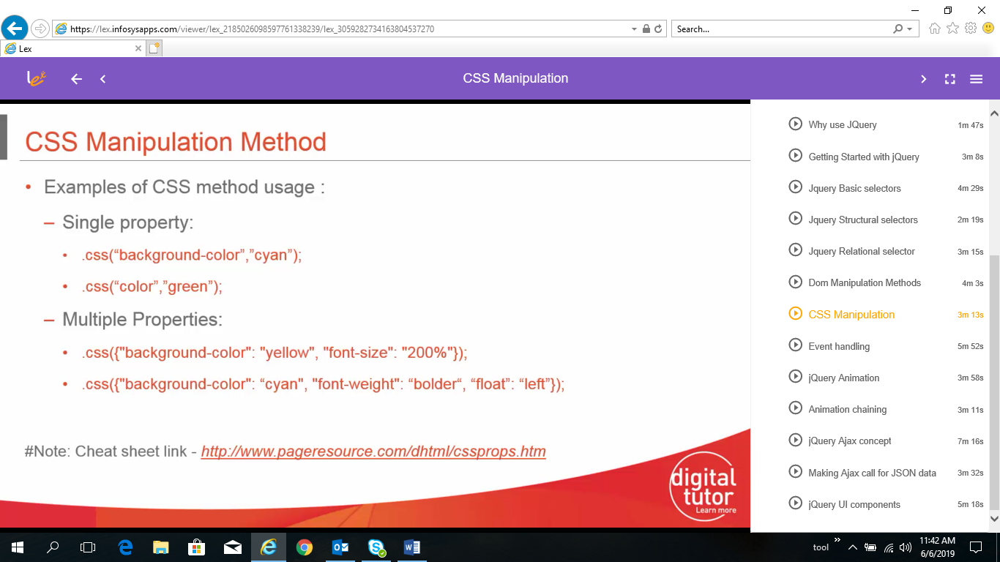 https://lex.infosysapps.com/viewer/lex_2185026098597761338239/lex_3059282734163804537270
Search...
Lex
lex
CSS Manipulation
CSS Manipulation Method
• Examples of CSS method usage :
– Single property:
• .css(“background-color”,”cyan”);
• .css(“color”,”green”);
– Multiple Properties:
• .css({"background-color": "yellow", "font-size": "200%"});
• .css({"background-color": “cyan", "font-weight": “bolder“, “float”: “left”});
#Note: Cheat sheet link - http://www.pageresource.com/dhtml/cssprops.htm
digital
tutor
Learn more
Why use JQuery 1m 47s
Getting Started with jQuery 3m 8s
Jquery Basic selectors 4m 29s
Jquery Structural selectors 2m 19s
Jquery Relational selector 3m 15s
Dom Manipulation Methods 4m 3s
CSS Manipulation 3m 13s
Event handling 5m 52s
jQuery Animation 3m 58s
Animation chaining 3m 11s
jQuery Ajax concept 7m 16s
Making Ajax call for JSON data 3m 32s
jQuery UI components 5m 18s
tool
11:42 AM
6/6/2019